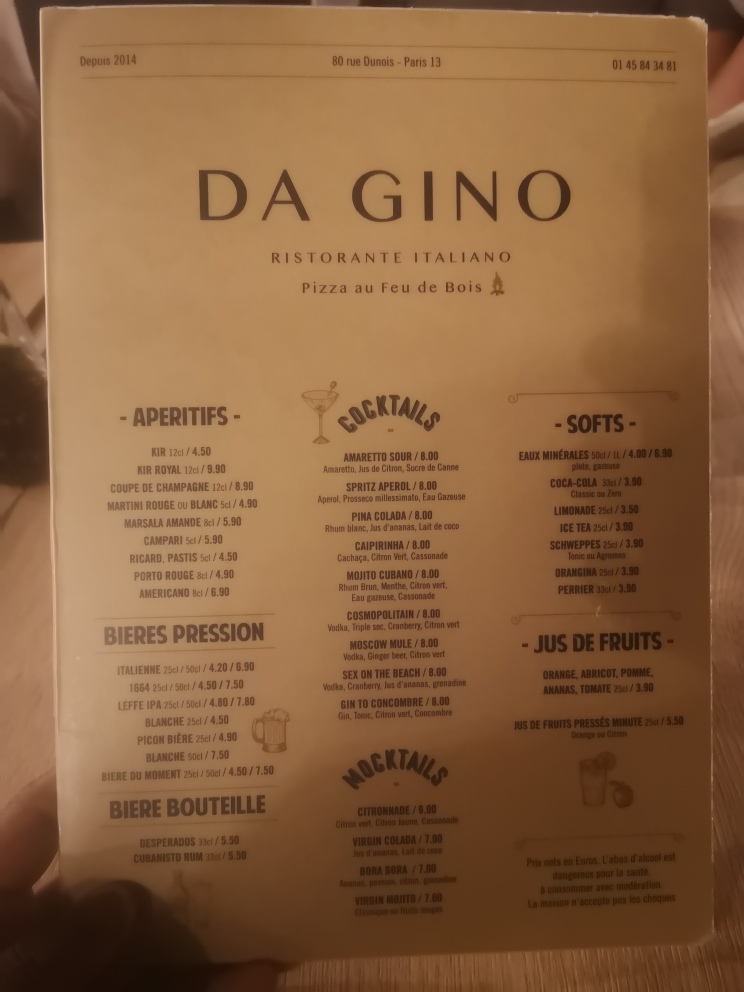 Depuis 2014
80 rue Dunois - Paris 13
01 45 84 34 81
DA GINO
RISTORANTE ITALIANO
Pizza au Feu de Bois
- APERITIFS -
KIR 12cl / 4.50
KIR ROYAL 12cl / 9.90
COUPE DE CHAMPAGNE 12cl / 8.90
MARTINI ROUGE OU BLANC 5cl / 4.90
MARSALA AMANDE 8cl / 5.90
CAMPARI 5cl / 5.90
RICARD, PASTIS 5cl / 4.50
PORTO ROUGE 8cl / 4.90
AMERICANO 8cl / 6.90
BIERES PRESSION
ITALIENNE 25cl / 50cl / 4.20 / 6.90
1664 25cl / 50cl / 4.50 / 7.50
LEFFE IPA 25cl / 50cl / 4.80 / 7.80
BLANCHE 25cl / 4.50
PICON BIÈRE 25cl / 4.90
BLANCHE 50cl / 7.50
BIERE DU MOMENT 25cl / 50cl / 4.50 / 7.50
BIERE BOUTEILLE
DESPERADOS 33cl / 5.50
CUBANISTO RUM 33cl / 5.50
COCKTAILS
-
AMARETTO SOUR / 8.00
Amaretto, Jus de Citron, Sucre de Canne
SPRITZ APEROL / 8.00
Aperol, Prosseco millessimato, Eau Gazeuse
PINA COLADA / 8.00
Rhum blanc, Jus d'ananas, Lait de coco
CAIPIRINHA / 8.00
Cachaça, Citron Vert, Cassonade
MOJITO CUBANO / 8.00
Rhum Brun, Menthe, Citron vert,
Eau gazeuse, Cassonade
COSMOPOLITAIN / 8.00
Vodka, Triple sec, Cranberry, Citron vert
MOSCOW MULE / 8.00
Vodka, Ginger beer, Citron vert
SEX ON THE BEACH / 8.00
Vodka, Cranberry, Jus d'ananas, grenadine
GIN TO CONCOMBRE / 8.00
Gin, Tonic, Citron vert, Concombre
MOCKTAILS
-
CITRONNADE / 6.00
Citron vert, Citron Jaune, Cassonade
VIRGIN COLADA / 7.00
Jus d'ananas, Lait de coco
BORA BORA / 7.00
Ananas, passion, citron, grenadine
VIRGIN MOJITO / 7.00
Classique ou fruits rouges
- SOFTS -
EAUX MINÉRALES 50cl / 1L / 4.00 / 6.90
plate, gazeuse
COCA-COLA 33cl / 3.90
Classic ou Zero
LIMONADE 25cl / 3.50
ICE TEA 25cl / 3.90
SCHWEPPES 25cl / 3.90
Tonic ou Agrumes
ORANGINA 25cl / 3.90
PERRIER 33cl / 3.90
- JUS DE FRUITS -
ORANGE, ABRICOT, POMME,
ANANAS, TOMATE 25cl / 3.90
JUS DE FRUITS PRESSÉS MINUTE 25cl / 5.50
Orange ou Citron
Prix nets en Euros. L'abus d'alcool est
dangereux pour la santé,
à consommer avec modération.
La maison n'accepte pas les chèques